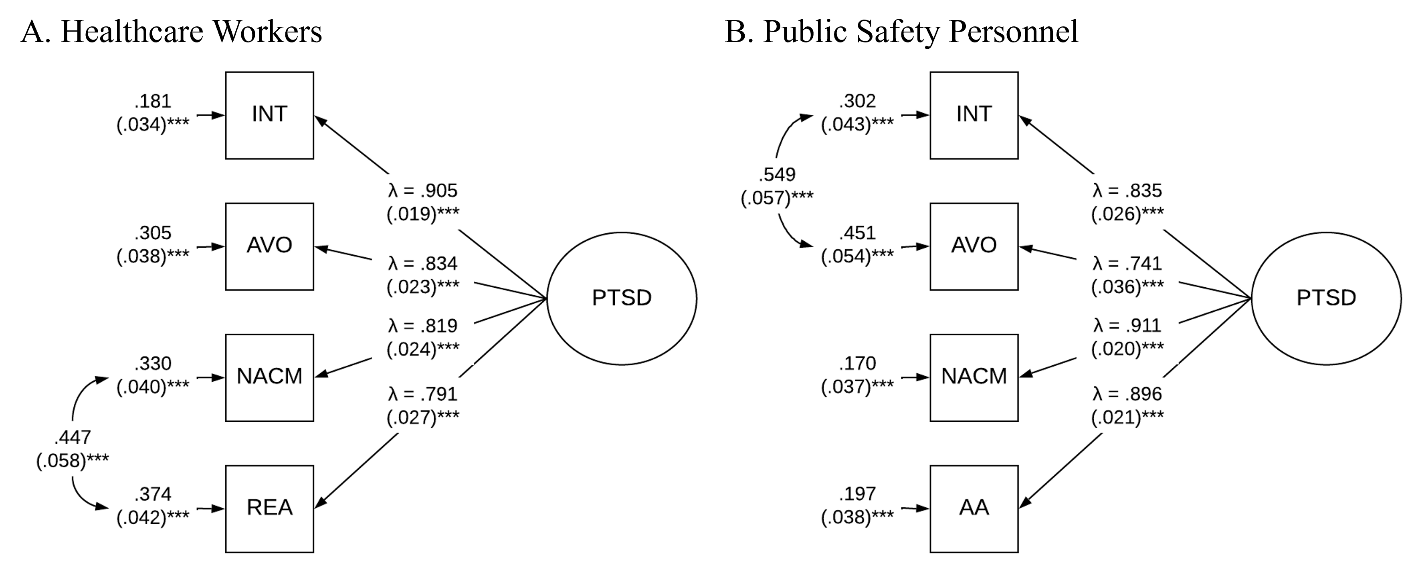 A. Healthcare Workers
.181
(.034)***
INT
λ = .905
(.019)***
.305
(.038)***
AVO
λ = .834
(.023)***
PTSD
λ = .819
(.024)***
.330
(.040)***
NACM
λ = .791
(.027)***
.447
(.058)***
.374
(.042)***
REA
B. Public Safety Personnel
.302
(.043)***
INT
.549
(.057)***
λ = .835
(.026)***
.451
(.054)***
AVO
λ = .741
(.036)***
PTSD
λ = .911
(.020)***
.170
(.037)***
NACM
λ = .896
(.021)***
.197
(.038)***
AA